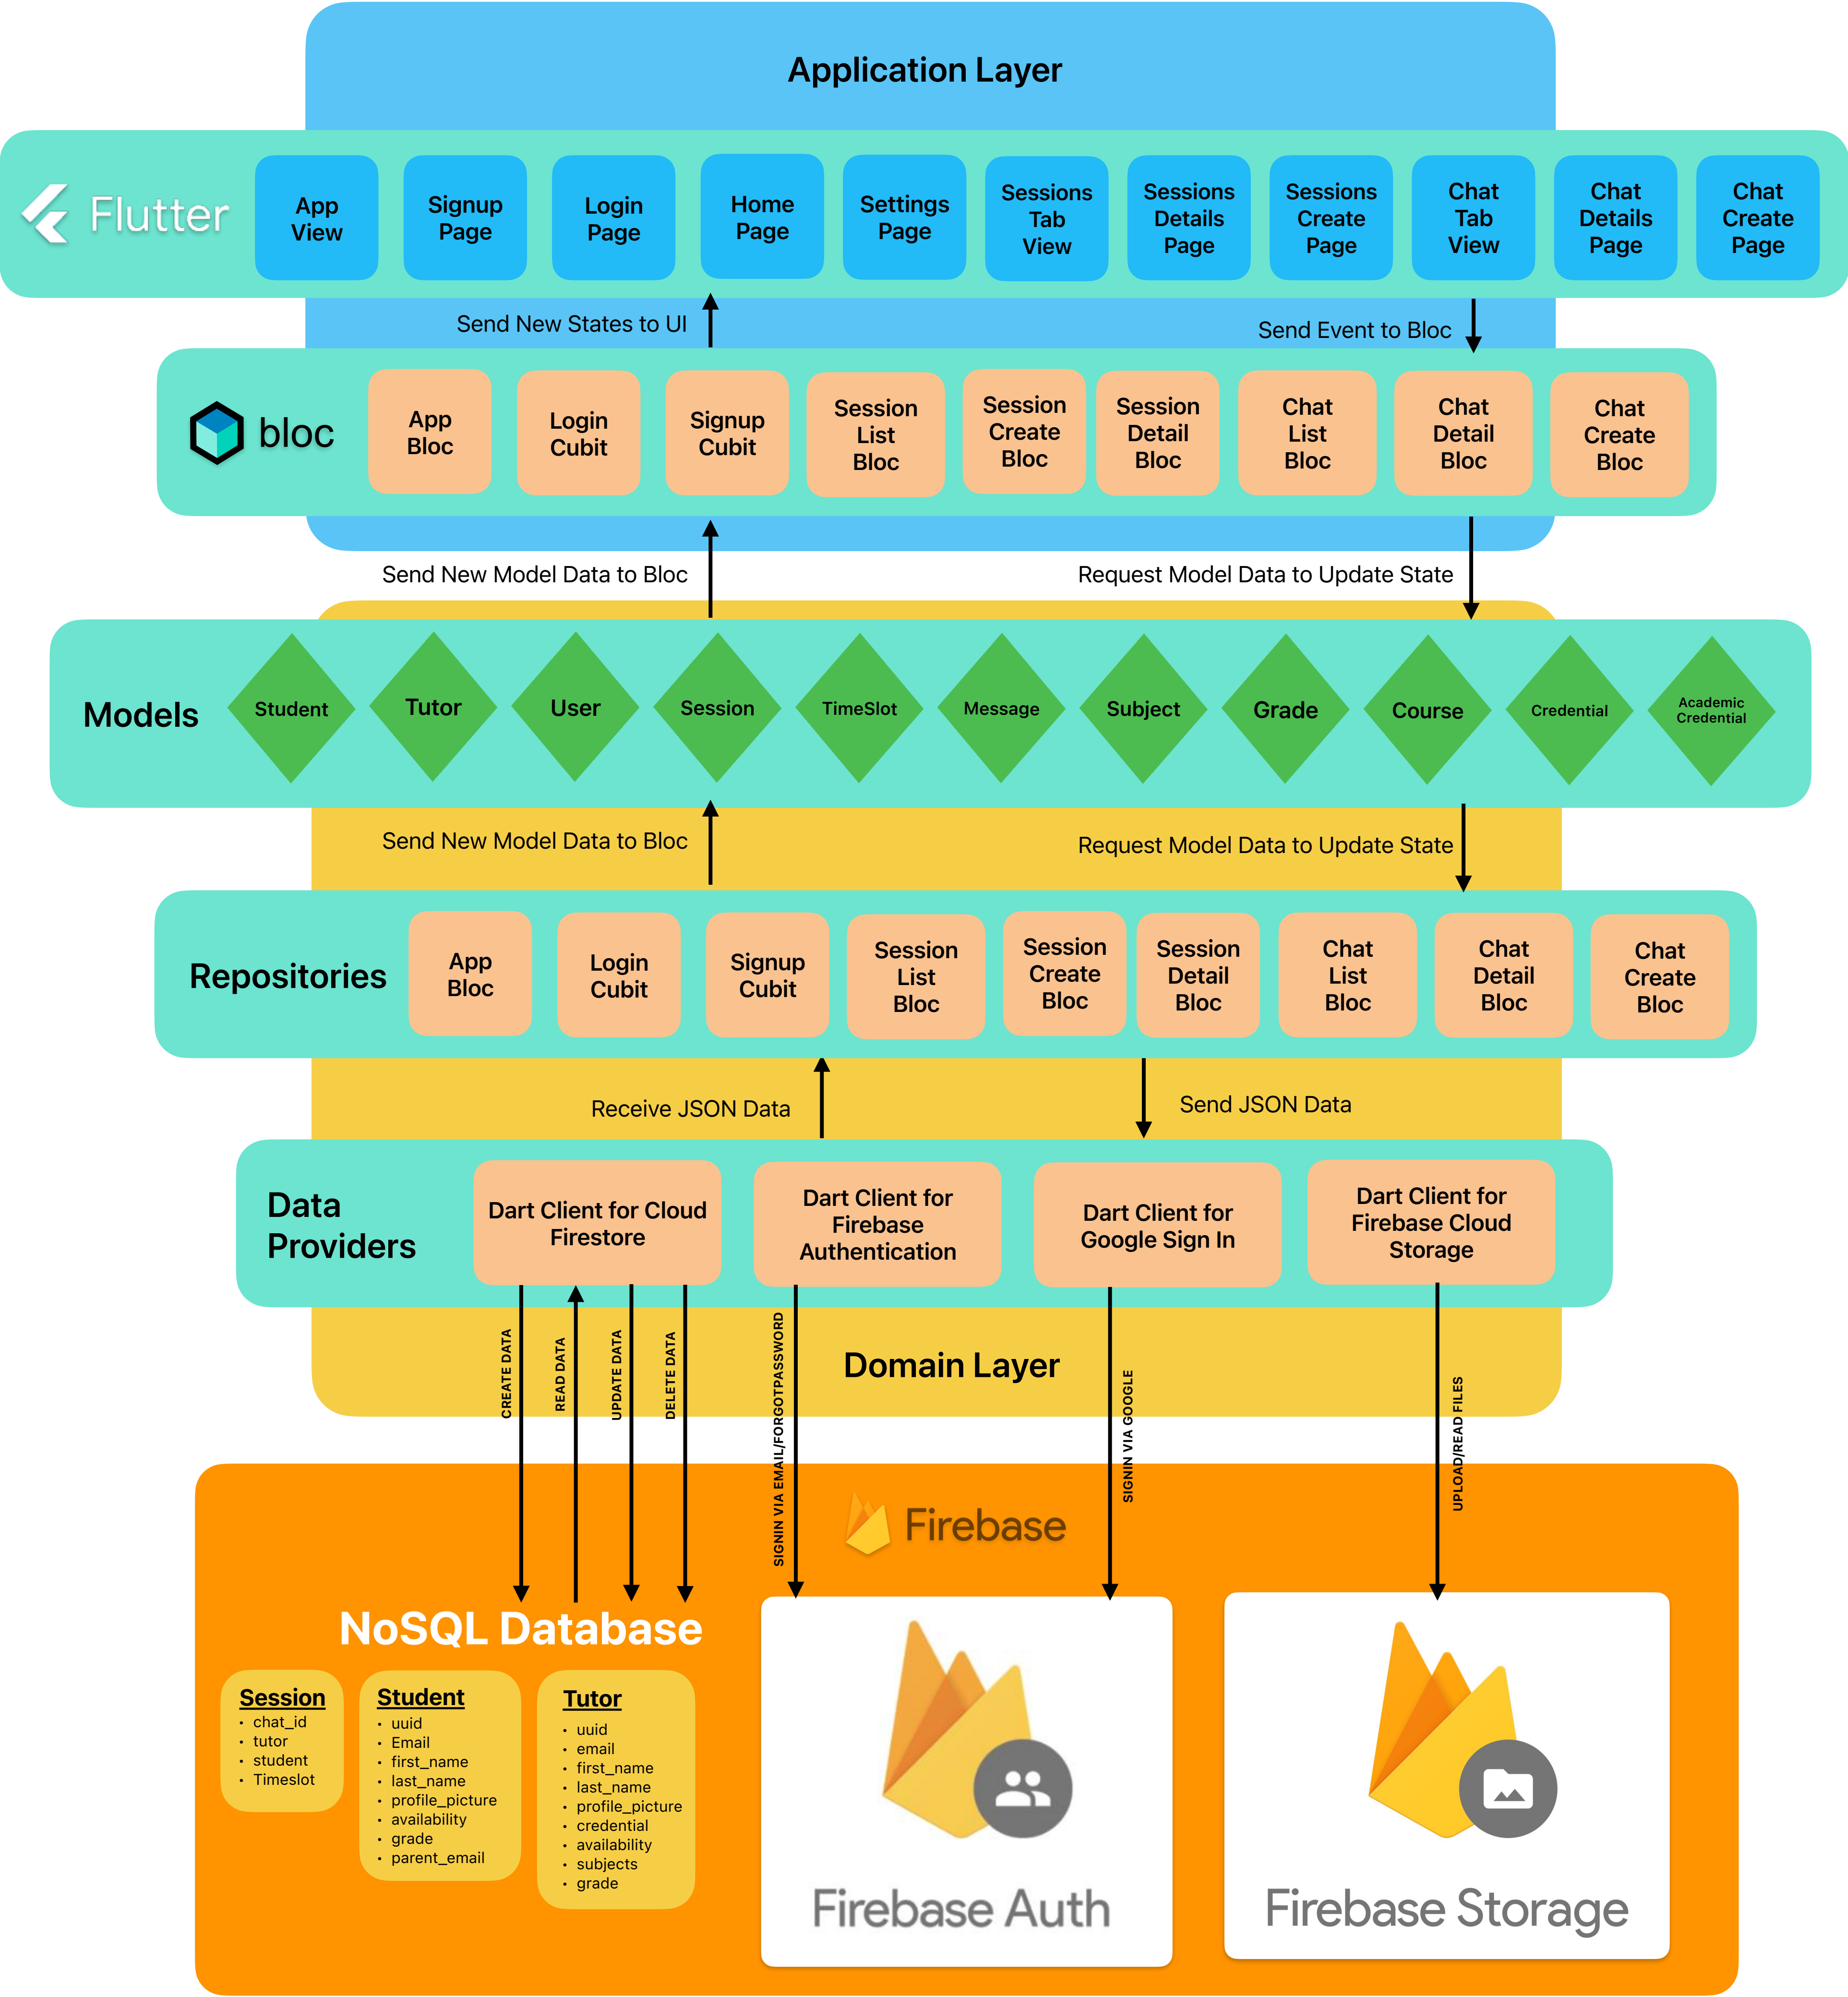 Application Layer
Flutter
App
View
Signup
Page
Login
Page
Home
Page
Settings
Page
Sessions
Tab
View
Sessions
Details
Page
Sessions
Create
Page
Chat
Tab
View
Chat
Details
Page
Chat
Create
Page
Send New States to UI
Send Event to Bloc
bloc
App
Bloc
Login
Cubit
Signup
Cubit
Session
List
Bloc
Session
Create
Bloc
Session
Detail
Bloc
Chat
List
Bloc
Chat
Detail
Bloc
Chat
Create
Bloc
Send New Model Data to Bloc
Request Model Data to Update State
Models
Student
Tutor
User
Session
TimeSlot
Message
Subject
Grade
Course
Credential
Academic
Credential
Send New Model Data to Bloc
Request Model Data to Update State
Repositories
App
Bloc
Login
Cubit
Signup
Cubit
Session
List
Bloc
Session
Create
Bloc
Session
Detail
Bloc
Chat
List
Bloc
Chat
Detail
Bloc
Chat
Create
Bloc
Receive JSON Data
Send JSON Data
Data
Providers
Dart Client for Cloud
Firestore
Dart Client for
Firebase
Authentication
Dart Client for
Google Sign In
Dart Client for
Firebase Cloud
Storage
CREATE DATA
READ DATA
UPDATE DATA
DELETE DATA
SIGNIN VIA EMAIL/FORGOTPASSWORD
SIGNIN VIA GOOGLE
UPLOAD/READ FILES
Domain Layer
Firebase
NoSQL Database
Session
• chat_id
• tutor
• student
• Timeslot
Student
• uuid
• Email
• first_name
• last_name
• profile_picture
• availability
• grade
• parent_email
Tutor
• uuid
• email
• first_name
• last_name
• profile_picture
• credential
• availability
• subjects
• grade
Firebase Auth
Firebase Storage